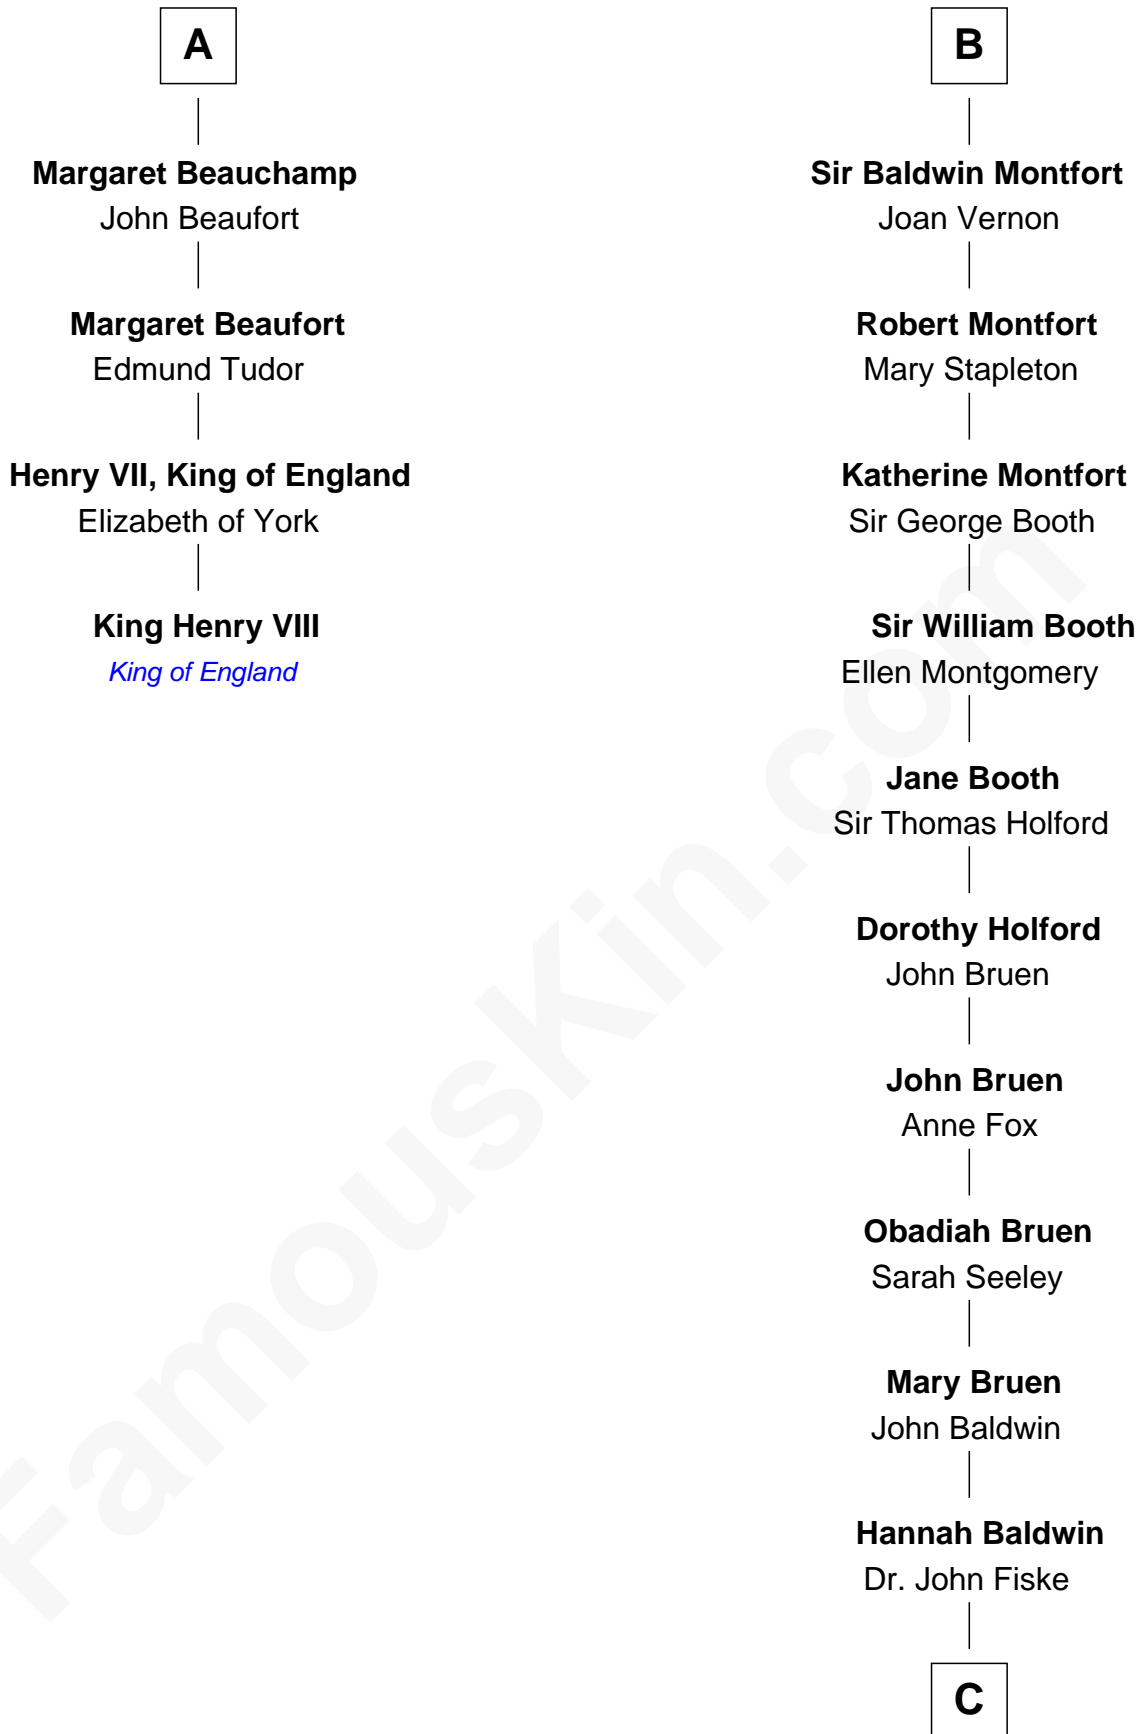 A
Margaret Beauchamp
John Beaufort
Margaret Beaufort
Edmund Tudor
Henry VII, King of England
Elizabeth of York
King Henry VIII
King of England
B
Sir Baldwin Montfort
Joan Vernon
Robert Montfort
Mary Stapleton
Katherine Montfort
Sir George Booth
Sir William Booth
Ellen Montgomery
Jane Booth
Sir Thomas Holford
Dorothy Holford
John Bruen
John Bruen
Anne Fox
Obadiah Bruen
Sarah Seeley
Mary Bruen
John Baldwin
Hannah Baldwin
Dr. John Fiske
C
FamousKin.com